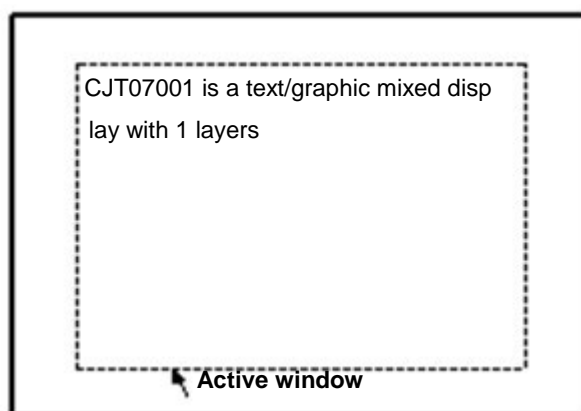 CJT07001 is a text/graphic mixed disp
lay with 1 layers
Active window